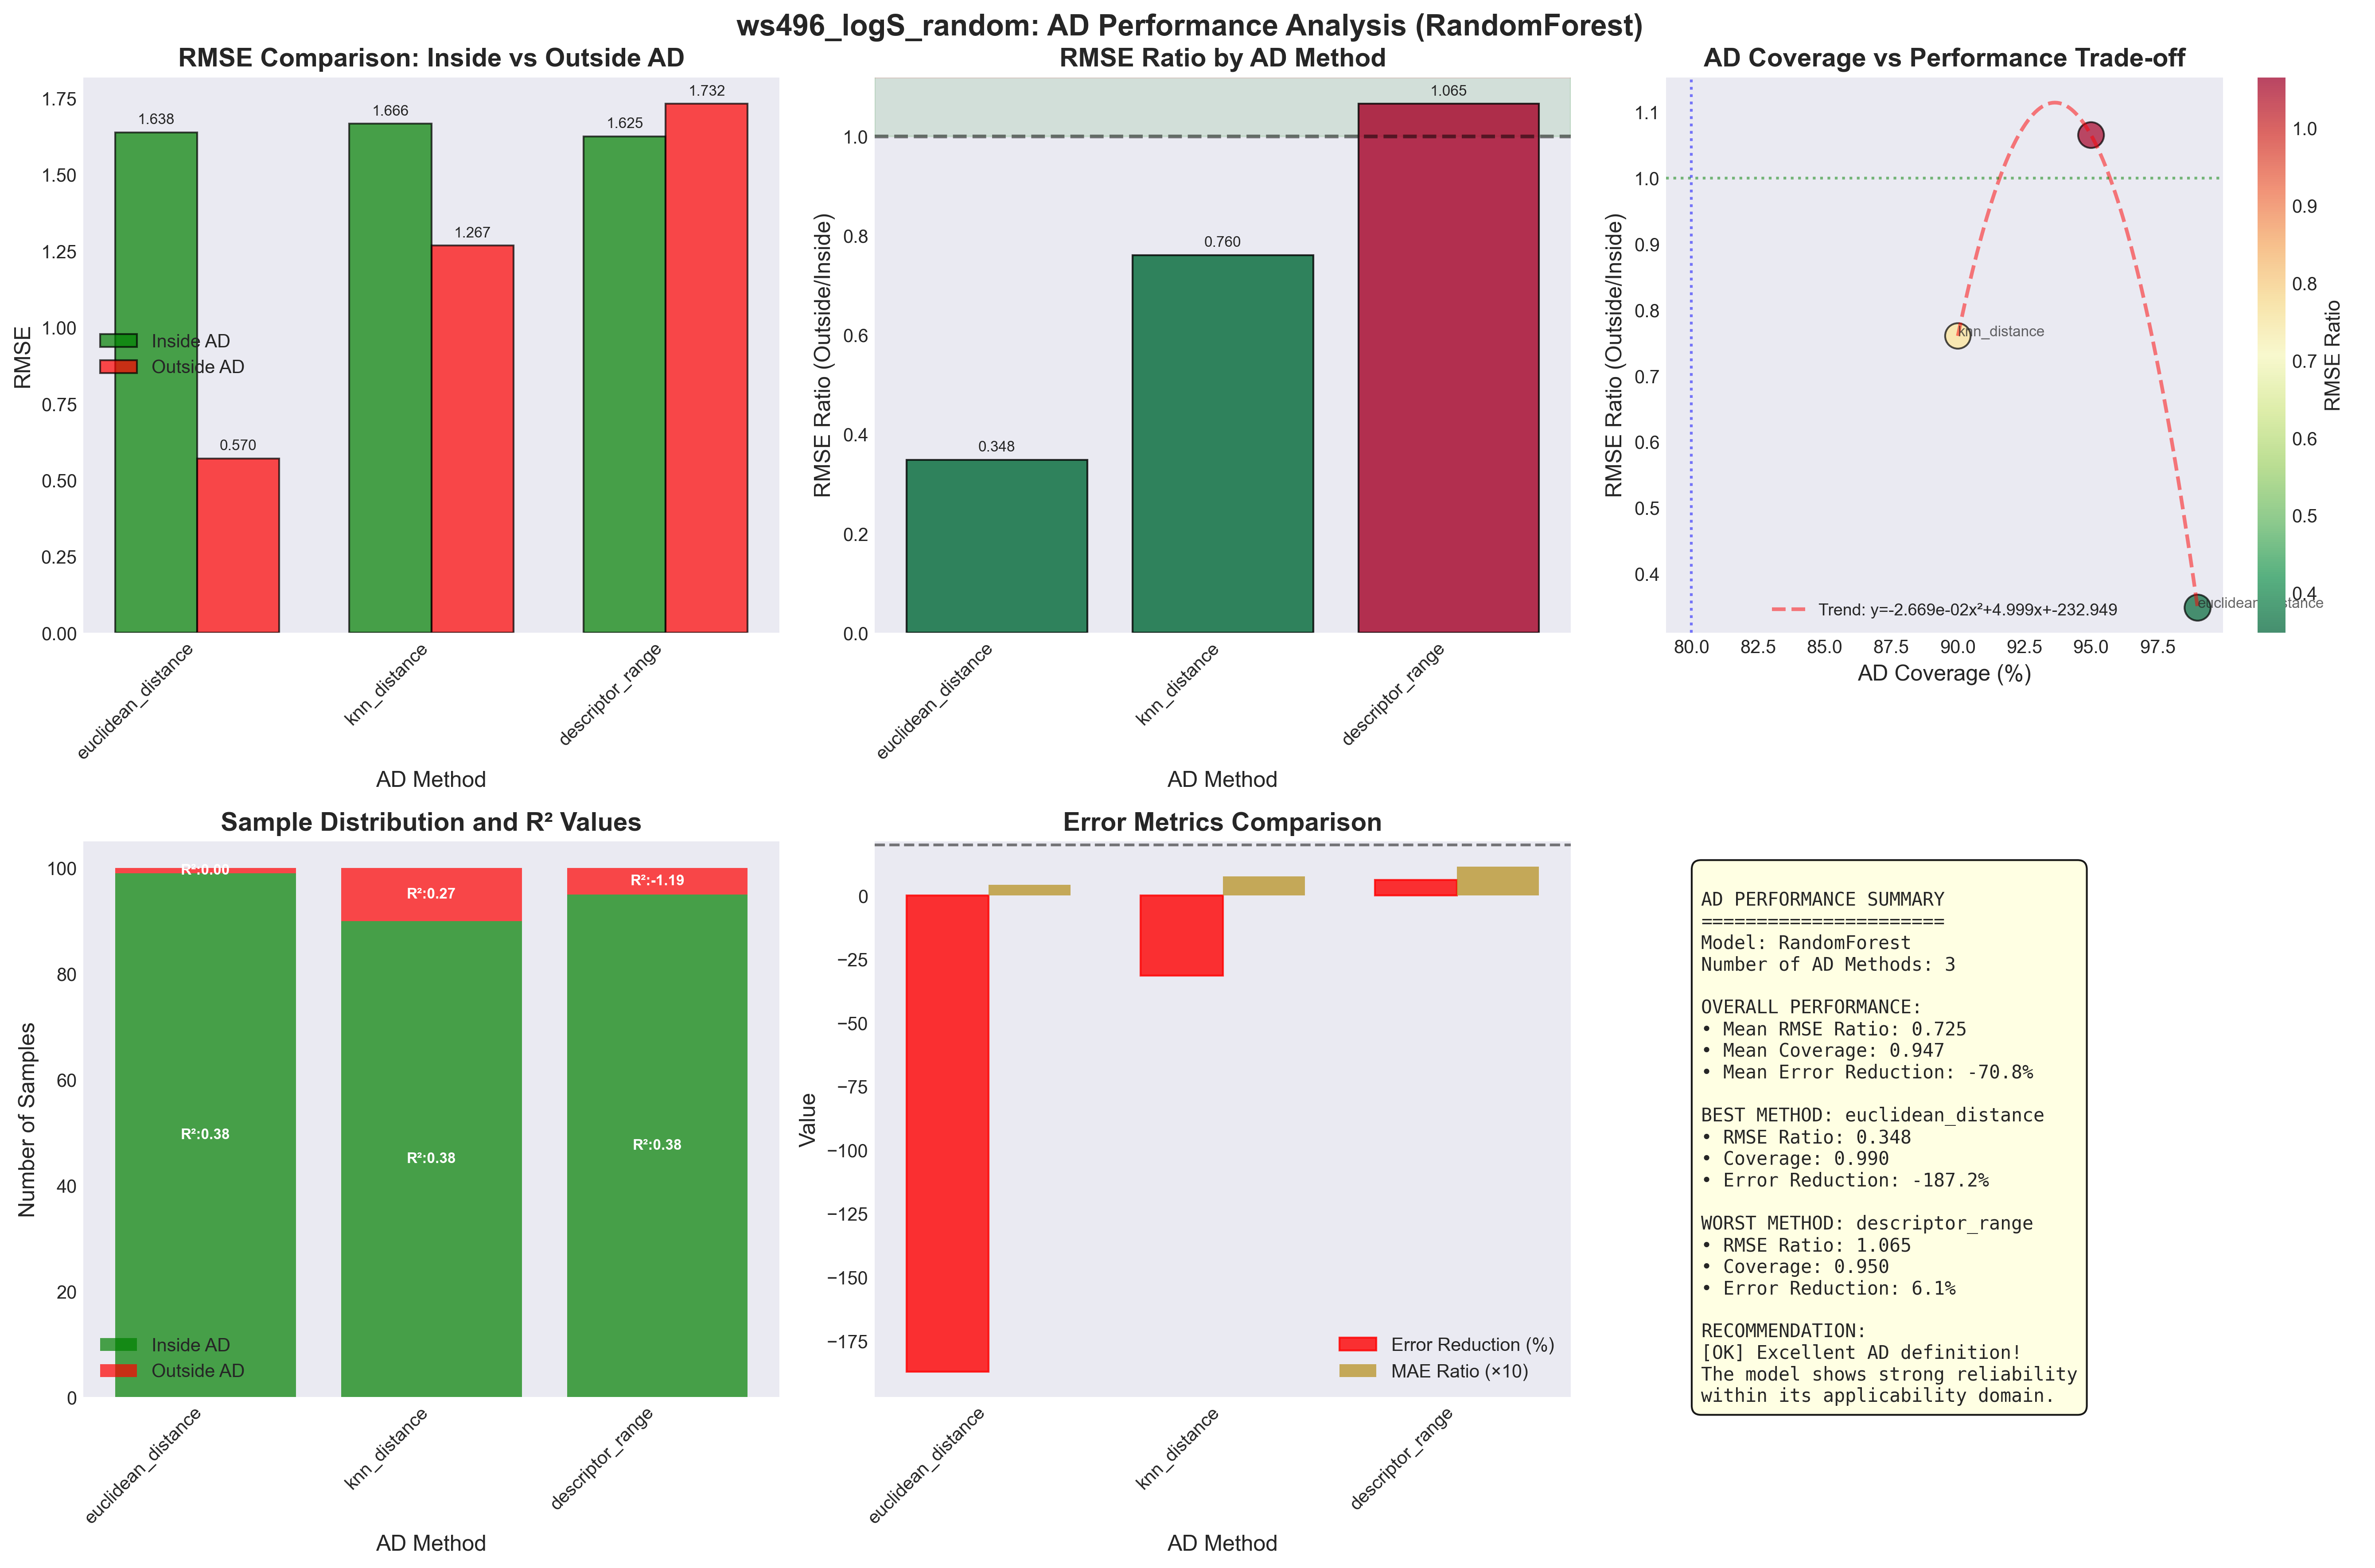 ws496_logS_random: AD Performance Analysis (RandomForest)
RMSE Comparison: Inside vs Outside AD
RMSE
1.75
1.50
1.25
1.00
0.75
0.50
0.25
0.00
1.638
0.570
1.666
1.267
1.625
1.732
Inside AD
Outside AD
euclidean_distance
knn_distance
descriptor_range
AD Method
RMSE Ratio by AD Method
RMSE Ratio (Outside/Inside)
1.0
0.8
0.6
0.4
0.2
0.0
0.348
0.760
1.065
euclidean_distance
knn_distance
descriptor_range
AD Method
AD Coverage vs Performance Trade-off
RMSE Ratio (Outside/Inside)
1.1
1.0
0.9
0.8
0.7
0.6
0.5
0.4
knn_distance
euclidean_distance
Trend: y=-2.669e-02x²+4.999x+-232.949
80.0
82.5
85.0
87.5
90.0
92.5
95.0
97.5
AD Coverage (%)
1.0
0.9
0.8
0.7
0.6
0.5
0.4
RMSE Ratio
Sample Distribution and R² Values
Number of Samples
100
80
60
40
20
0
R²:0.00
R²:0.38
R²:0.27
R²:0.38
R²:-1.19
R²:0.38
Inside AD
Outside AD
euclidean_distance
knn_distance
descriptor_range
AD Method
Error Metrics Comparison
Value
0
−25
−50
−75
−100
−125
−150
−175
Error Reduction (%)
MAE Ratio (×10)
euclidean_distance
knn_distance
descriptor_range
AD Method
AD PERFORMANCE SUMMARY
======================
Model: RandomForest
Number of AD Methods: 3
OVERALL PERFORMANCE:
• Mean RMSE Ratio: 0.725
• Mean Coverage: 0.947
• Mean Error Reduction: -70.8%
BEST METHOD: euclidean_distance
• RMSE Ratio: 0.348
• Coverage: 0.990
• Error Reduction: -187.2%
WORST METHOD: descriptor_range
• RMSE Ratio: 1.065
• Coverage: 0.950
• Error Reduction: 6.1%
RECOMMENDATION:
[OK] Excellent AD definition!
The model shows strong reliability
within its applicability domain.